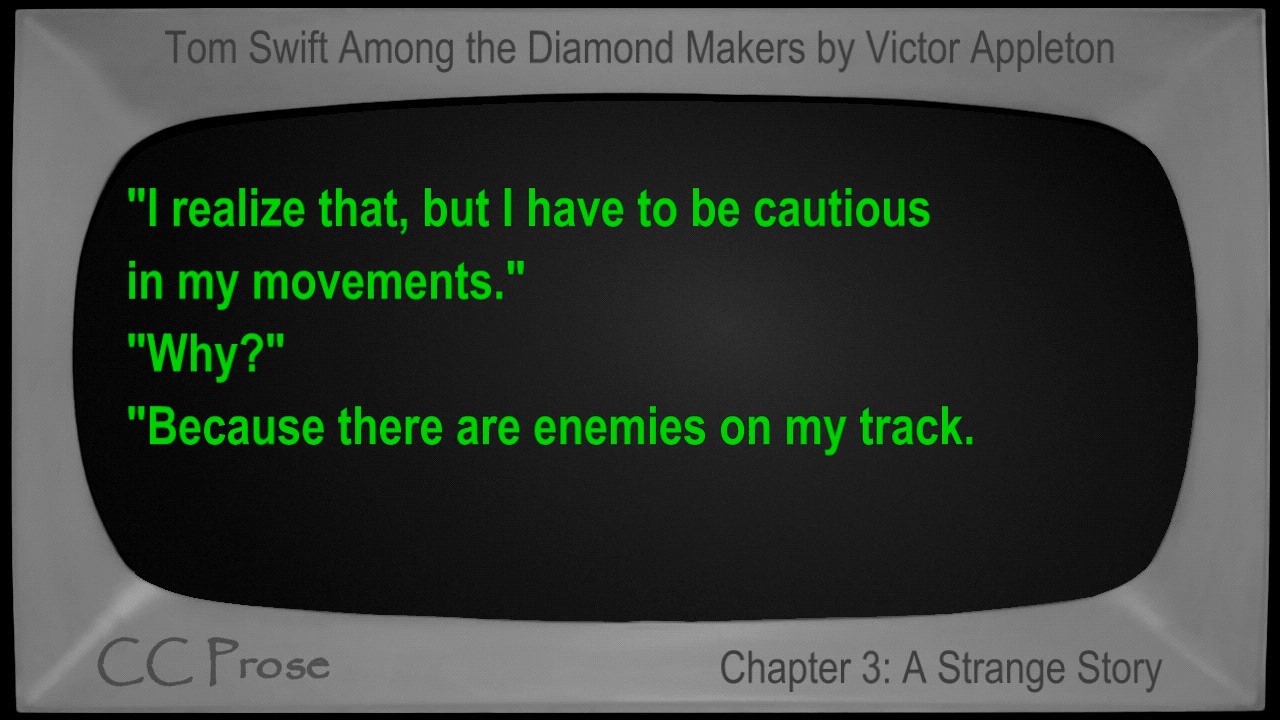 Tom Swift Among the Diamond Makers by Victor Appleton
"I realize that, but I have to be cautious
in my movements."
"Why?"
"Because there are enemies on my track.
CC Prose
Chapter 3: A Strange Story